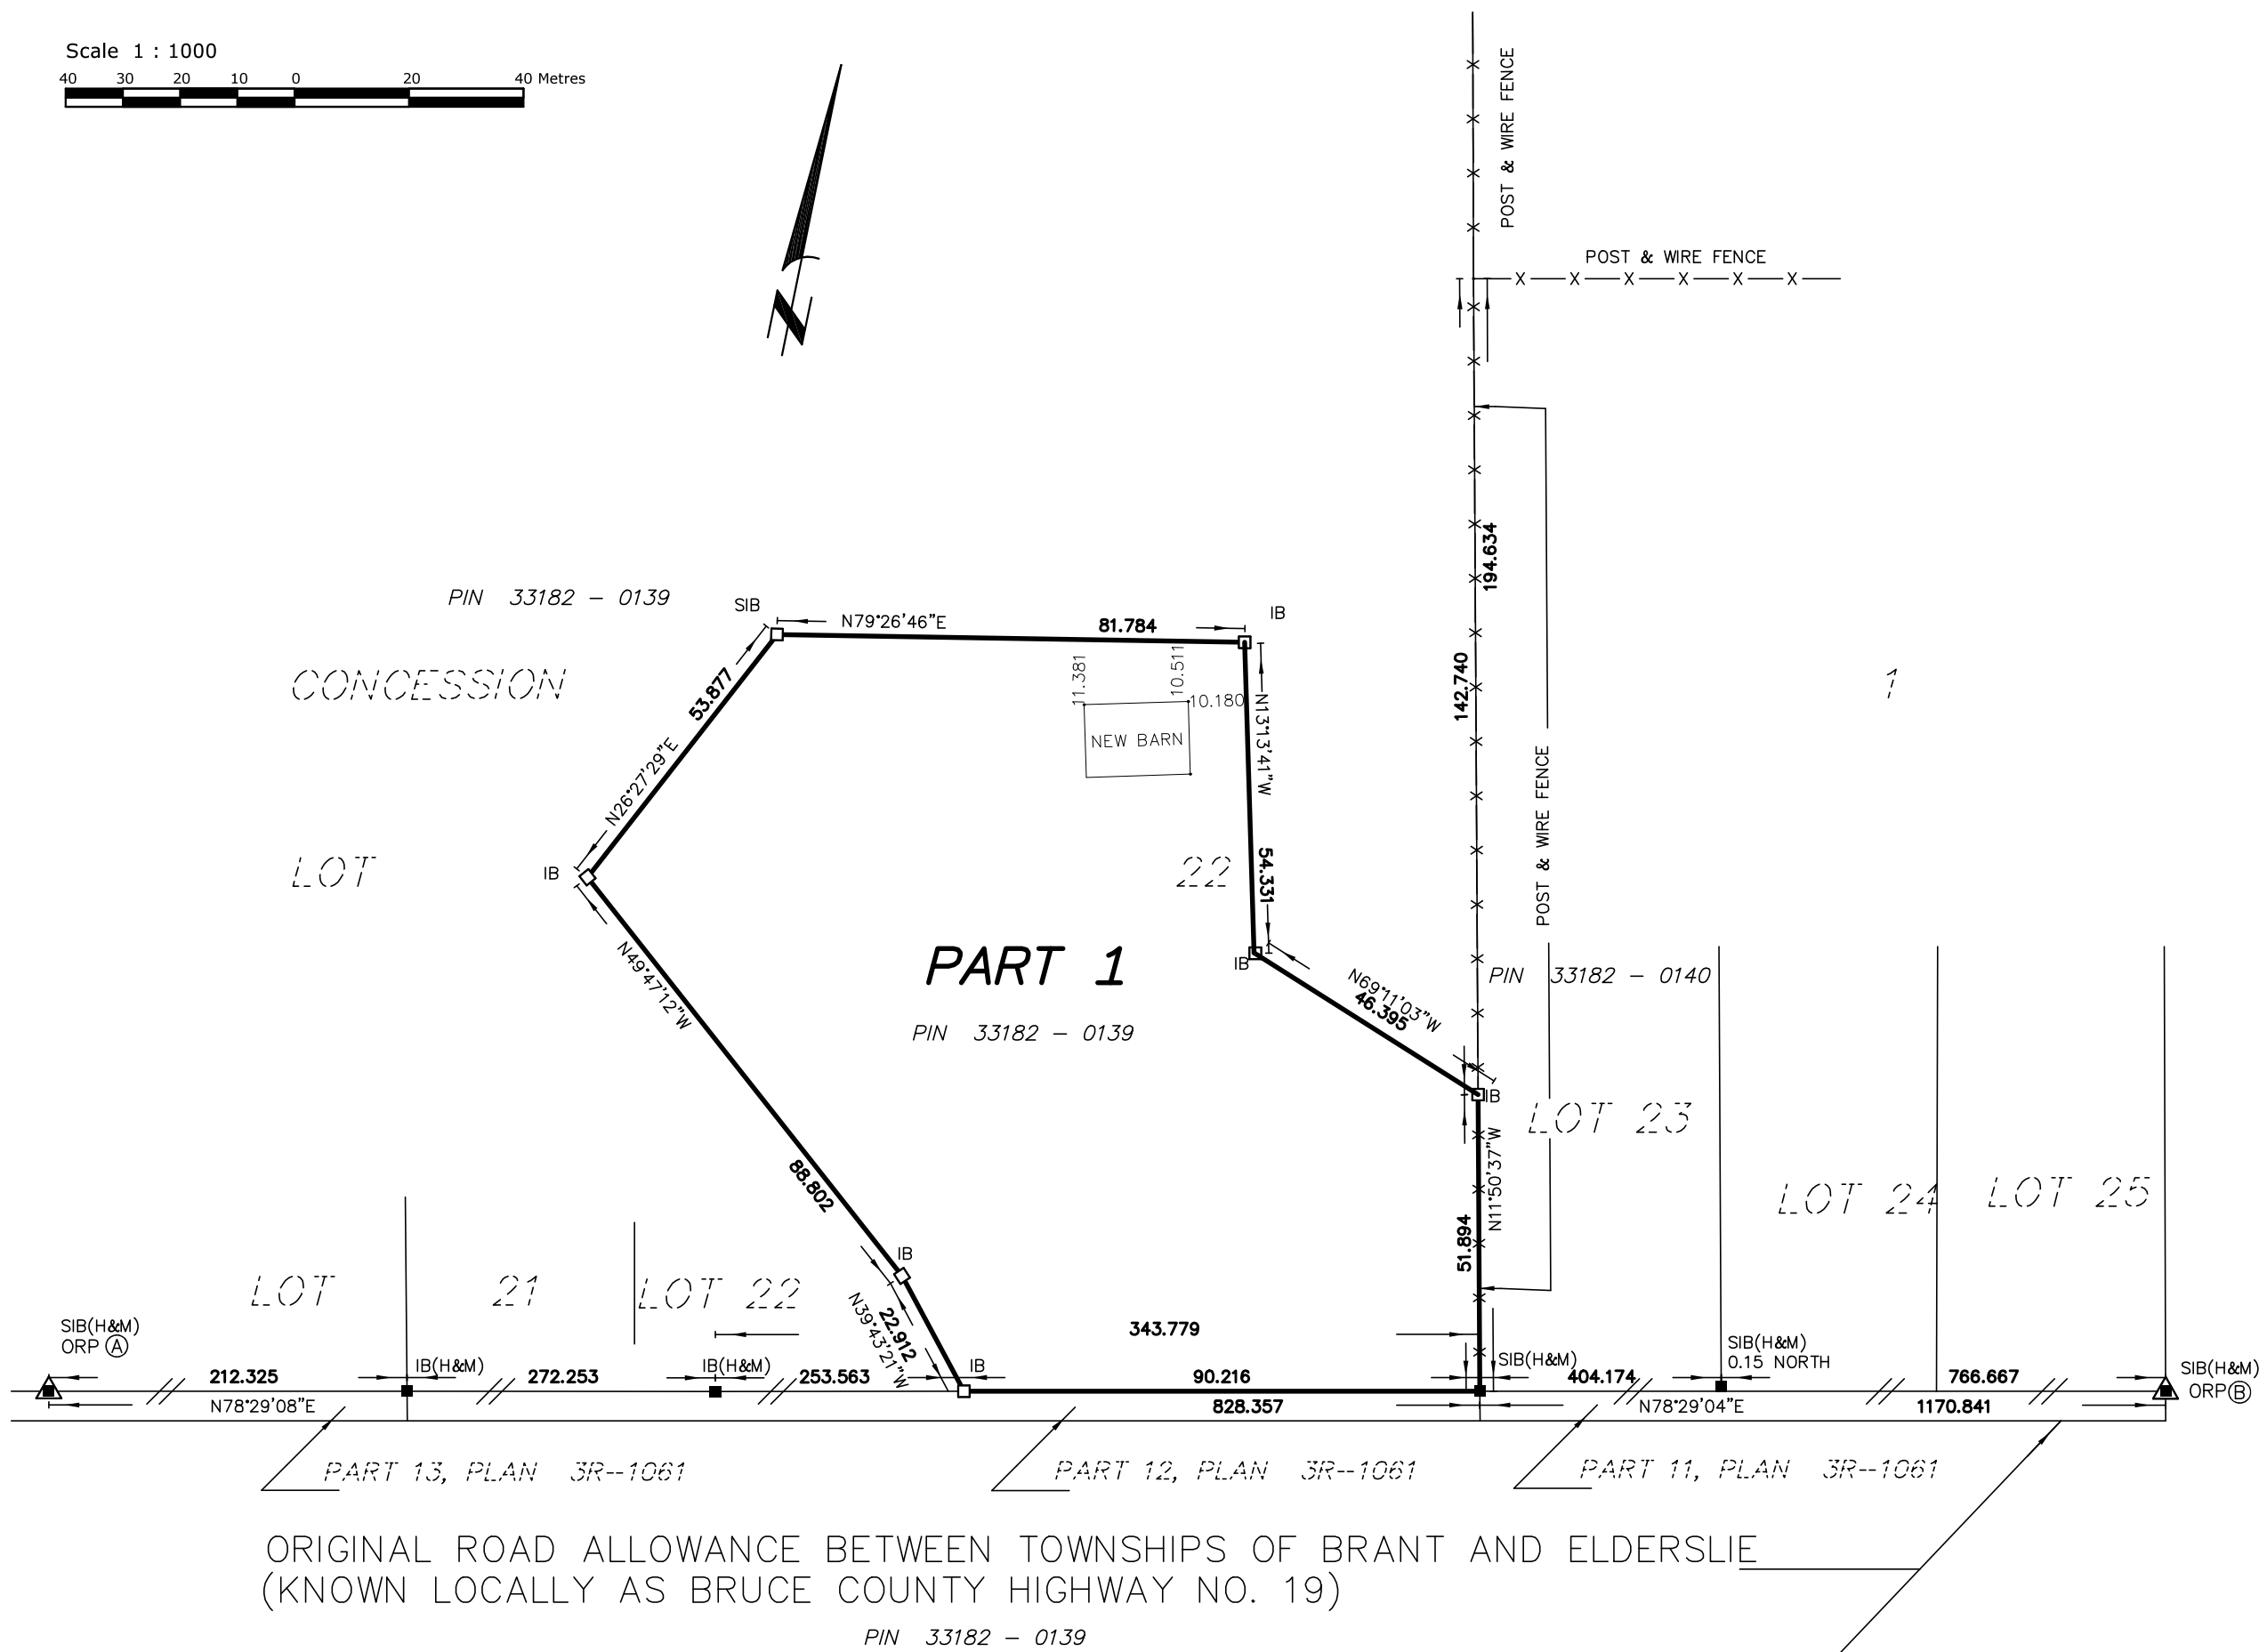 Scale 1 : 1000
40 30 20 10 0 20 40 Metres
N
POST & WIRE FENCE
POST & WIRE FENCE
194.634
142.740
PIN 33182 - 0139
SIB
N79°26'46"E
81.784
IB
CONCESSION
1
53.877
N26°27'29"E
11.381
10.511
10.180
NEW BARN
N13°13'41"W
54.331
POST & WIRE FENCE
LOT
IB
22
PART 1
PIN 33182 - 0139
IB
N69°11'03"W
46.395
PIN 33182 - 0140
N49°47'12"W
88.802
IB
LOT 23
N11°50'37"W
51.894
LOT 24
LOT 25
IB
LOT 21
LOT 22
N39°43'21"W
22.912
343.779
SIB(H&M)
ORP A
212.325
IB(H&M)
272.253
IB(H&M)
253.563
IB
90.216
SIB(H&M)
404.174
SIB(H&M)
0.15 NORTH
766.667
SIB(H&M)
ORP B
N78°29'08"E
828.357
N78°29'04"E
1170.841
PART 13, PLAN 3R--1061
PART 12, PLAN 3R--1061
PART 11, PLAN 3R--1061
ORIGINAL ROAD ALLOWANCE BETWEEN TOWNSHIPS OF BRANT AND ELDERSLIE
(KNOWN LOCALLY AS BRUCE COUNTY HIGHWAY NO. 19)
PIN 33182 - 0139